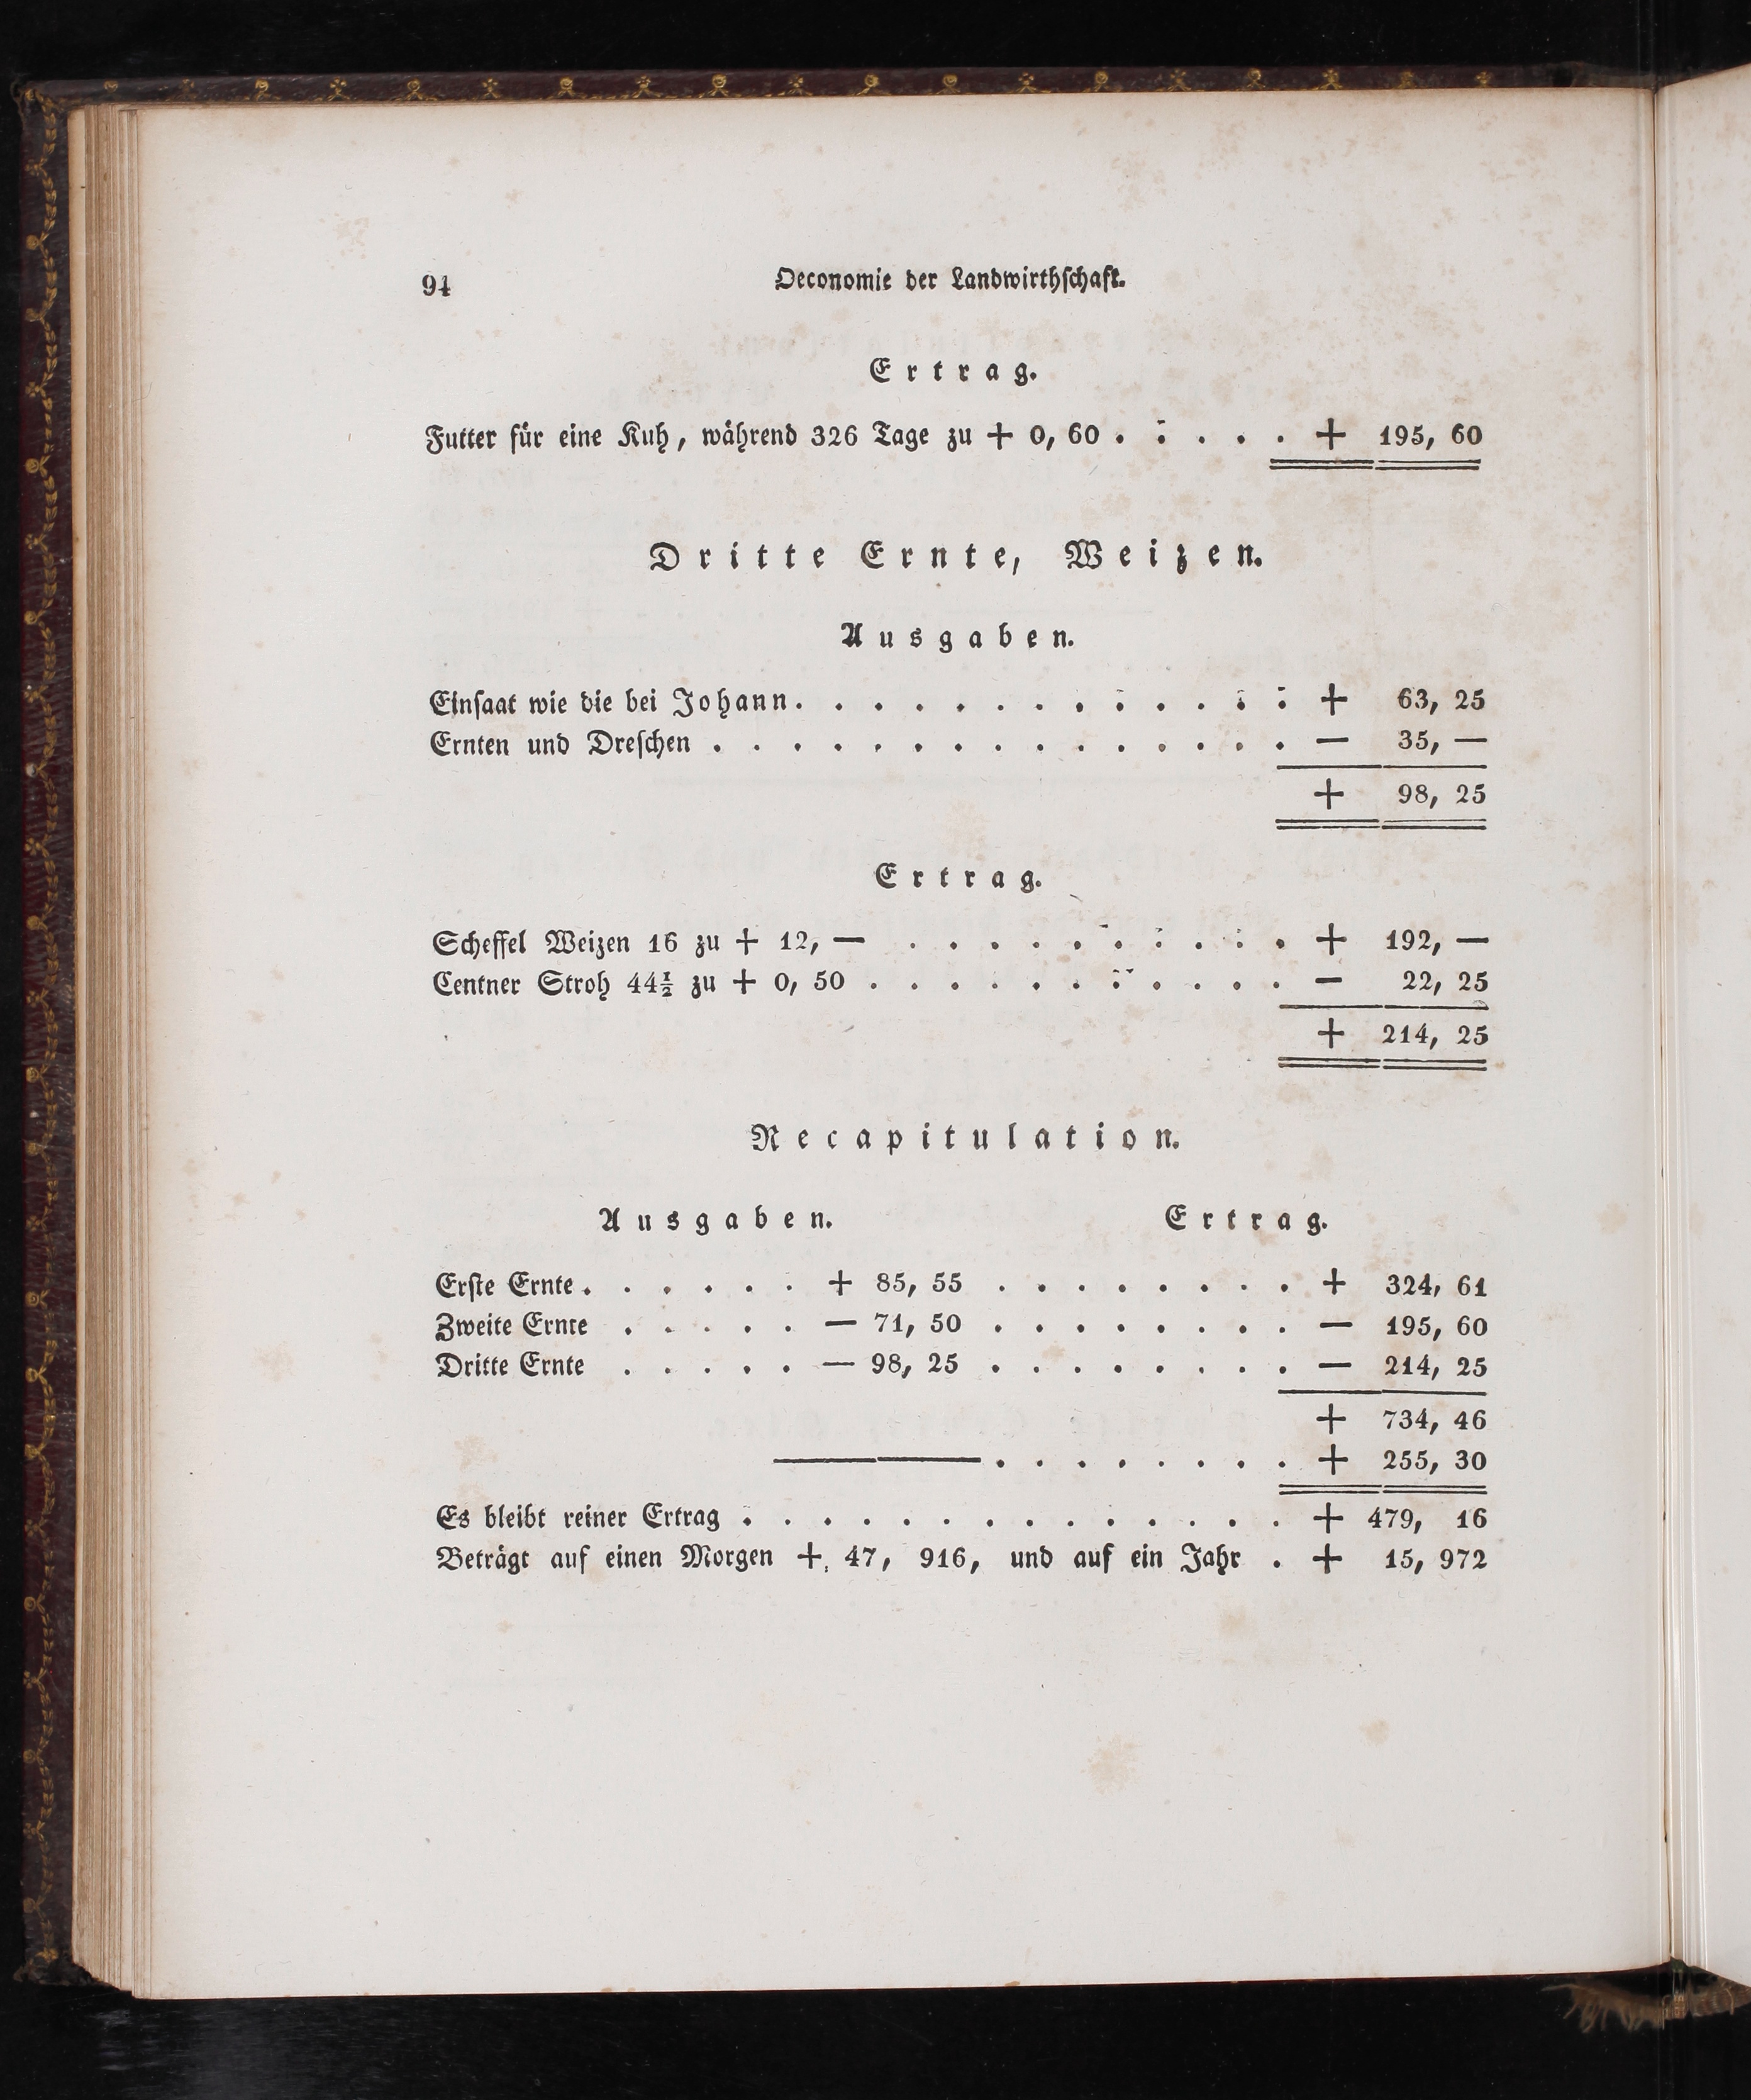 94 Oeconomie der Landwirthschaft.
Ertrag.
Futter für eine Kuh, während 326 Tage zu + 0, 60 . . . . . + 195, 60
Dritte Ernte, Weizen.
Ausgaben.
Einsaat wie die bei Johann. . . . . . . . . . . . . + 63, 25
Ernten und Dreschen . . . . . . . . . . . . . . . — 35, —
+ 98, 25
Ertrag.
Scheffel Weizen 16 zu + 12, — . . . . . . . . . . + 192, —
Centner Stroh 44½ zu + 0, 50 . . . . . . . . . . . — 22, 25
+ 214, 25
Recapitulation.
Ausgaben. Ertrag.
Erste Ernte . . . . . . + 85, 55 . . . . . . . . + 324, 61
Zweite Ernte . . . . . — 71, 50 . . . . . . . . — 195, 60
Dritte Ernte . . . . . — 98, 25 . . . . . . . . — 214, 25
+ 734, 46
——— . . . . . . . . + 255, 30
Es bleibt reiner Ertrag . . . . . . . . . . . . . . + 479, 16
Beträgt auf einen Morgen +, 47, 916, und auf ein Jahr . + 15, 972